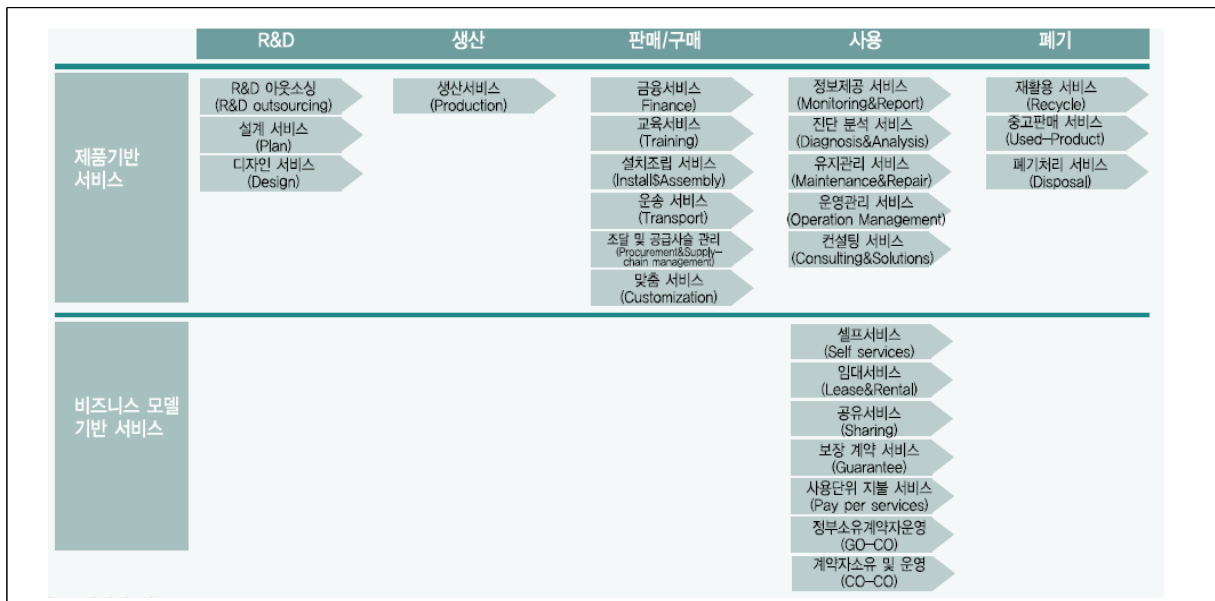 R&D
생산
판매/구매
사용
폐기
제품기반
서비스
R&D 아웃소싱
(R&D outsourcing)
설계 서비스
(Plan)
디자인 서비스
(Design)
생산서비스
(Production)
금융서비스
Finance)
교육서비스
(Training)
설치조립 서비스
(Install$Assembly)
운송 서비스
(Transport)
조달 및 공급사슬 관리
(Procurement&Supply-
chain management)
맞춤 서비스
(Customization)
정보제공 서비스
(Monitoring&Report)
진단 분석 서비스
(Diagnosis&Analysis)
유지관리 서비스
(Maintenance&Repair)
운영관리 서비스
(Operation Management)
컨설팅 서비스
(Consulting&Solutions)
재활용 서비스
(Recycle)
중고판매 서비스
(Used-Product)
폐기처리 서비스
(Disposal)
비즈니스 모델
기반 서비스
셀프서비스
(Self services)
임대서비스
(Lease&Rental)
공유서비스
(Sharing)
보장 계약 서비스
(Guarantee)
사용단위 지불 서비스
(Pay per services)
정부소유계약자운영
(GO-CO)
계약자소유 및 운영
(CO-CO)